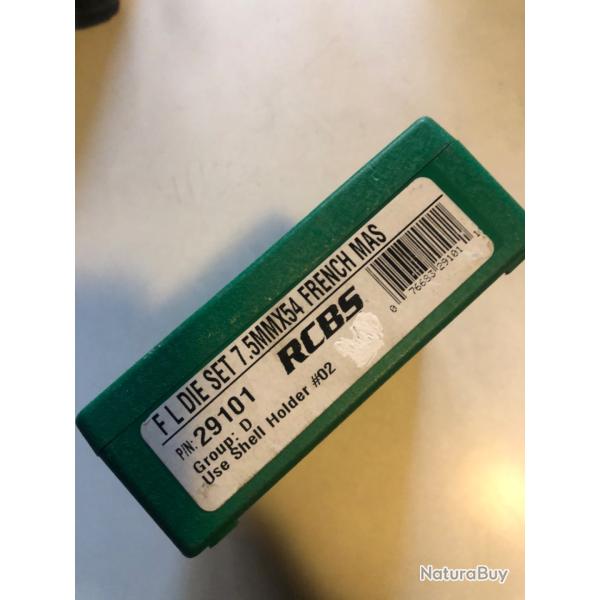 F L DIE SET 7.5MMX54 FRENCH MAS
P/N: 29101
RCBS
Group: D
Use Shell Holder #02
0 76683 29101 1
NaturaBuy